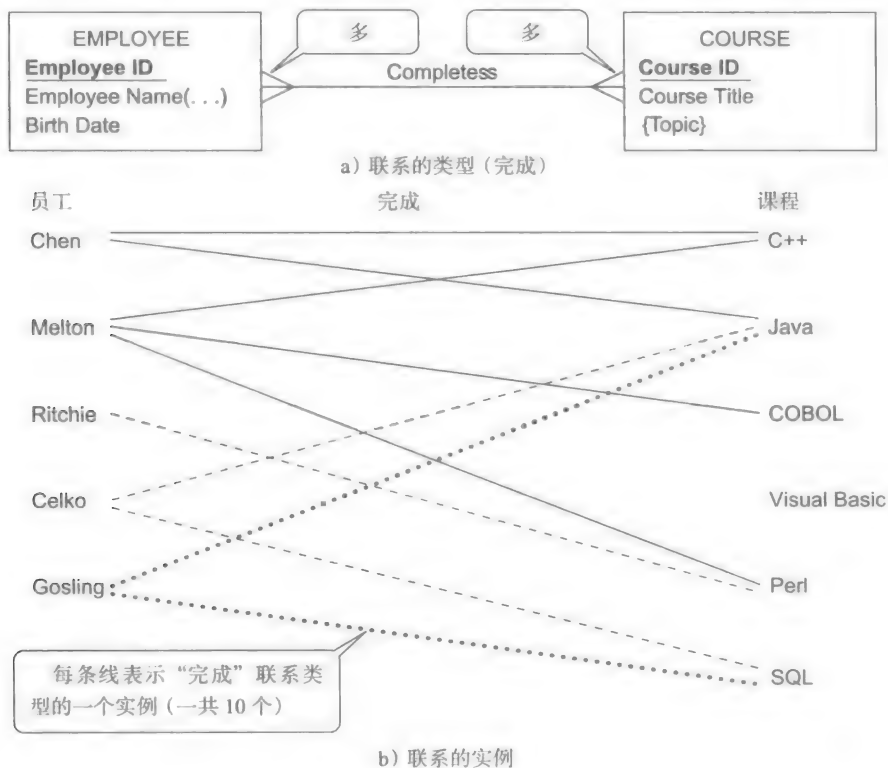 多 多
EMPLOYEE
Employee ID
Employee Name(. . .)
Birth Date
Completess
COURSE
Course ID
Course Title
{Topic}
a) 联系的类型（完成）
员工 完成 课程
Chen C++
Melton Java
Ritchie COBOL
Celko Visual Basic
Gosling Perl
SQL
每条线表示“完成”联系类
型的一个实例（一共 10 个）
b) 联系的实例